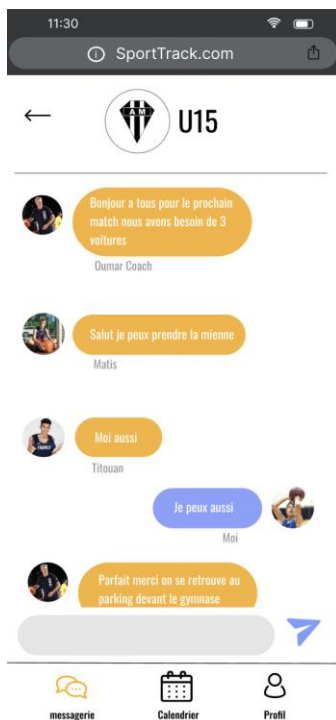 11:30
SportTrack.com
A M
U15
Bonjour a tous pour le prochain
match nous avons besoin de 3
voitures
Oumar Coach
Salut je peux prendre la mienne
Matis
Moi aussi
Titouan
Je peux aussi
Moi
Parfait merci on se retrouve au
parking devant le gymnase
messagerie
Calendrier
Profil